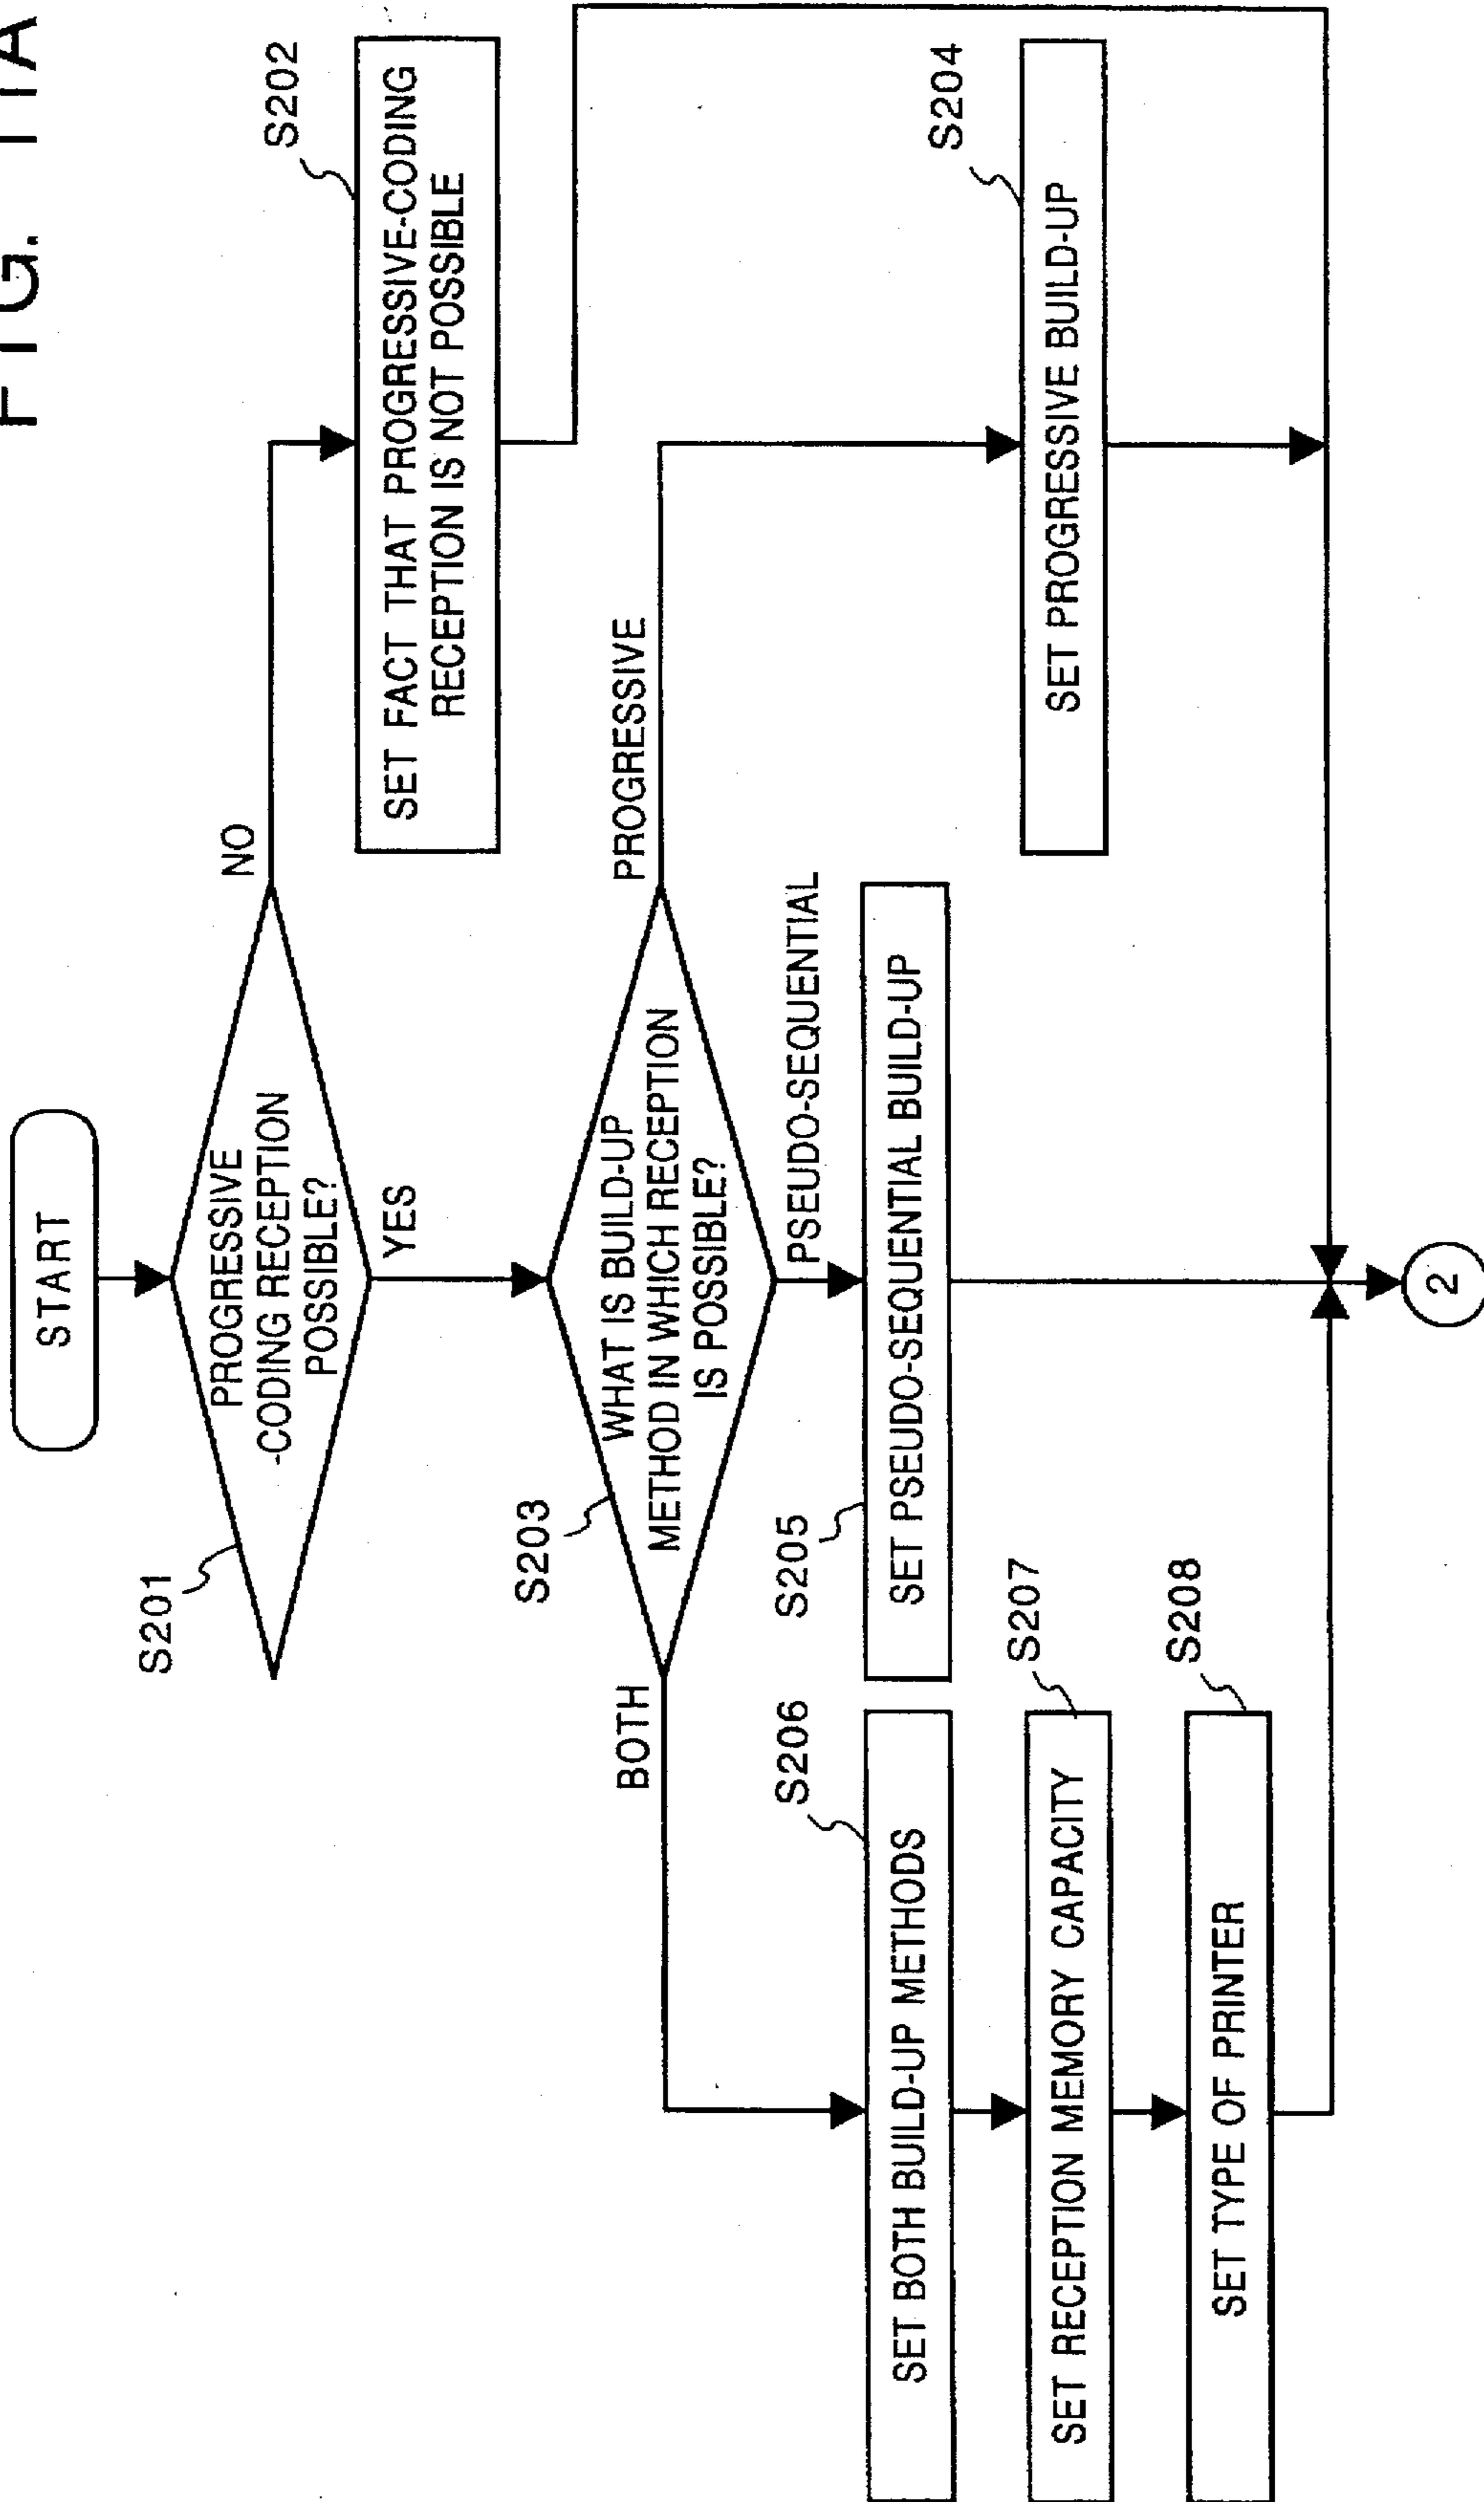 FIG. 11A
START
S201
PROGRESSIVE
-CODING RECEPTION
POSSIBLE?
NO
YES
S202
SET FACT THAT PROGRESSIVE-CODING
RECEPTION IS NOT POSSIBLE
S203
WHAT IS BUILD-UP
METHOD IN WHICH RECEPTION
IS POSSIBLE?
BOTH
PROGRESSIVE
PSEUDO-SEQUENTIAL
S204
SET PROGRESSIVE BUILD-UP
S205
SET PSEUDO-SEQUENTIAL BUILD-UP
S206
SET BOTH BUILD-UP METHODS
S207
SET RECEPTION MEMORY CAPACITY
S208
SET TYPE OF PRINTER
2